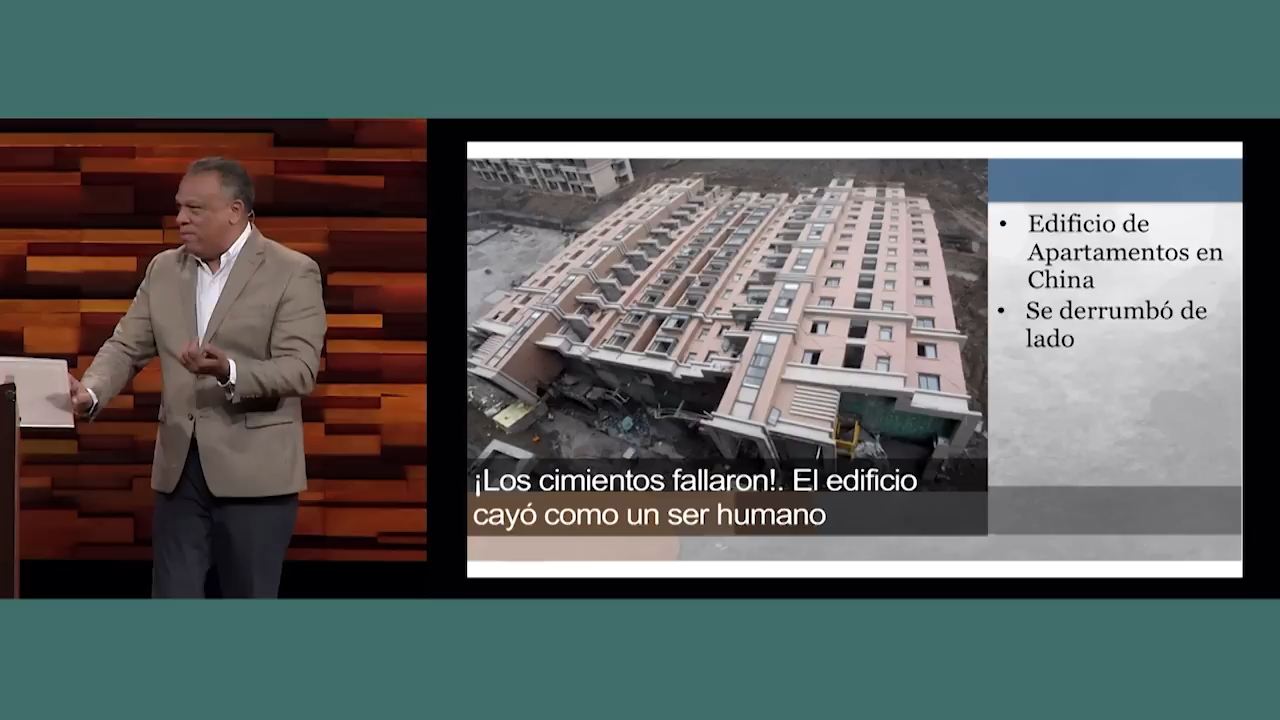 • Edificio de
Apartamentos en
China
• Se derrumbó de
lado
¡Los cimientos fallaron!. El edificio
cayó como un ser humano